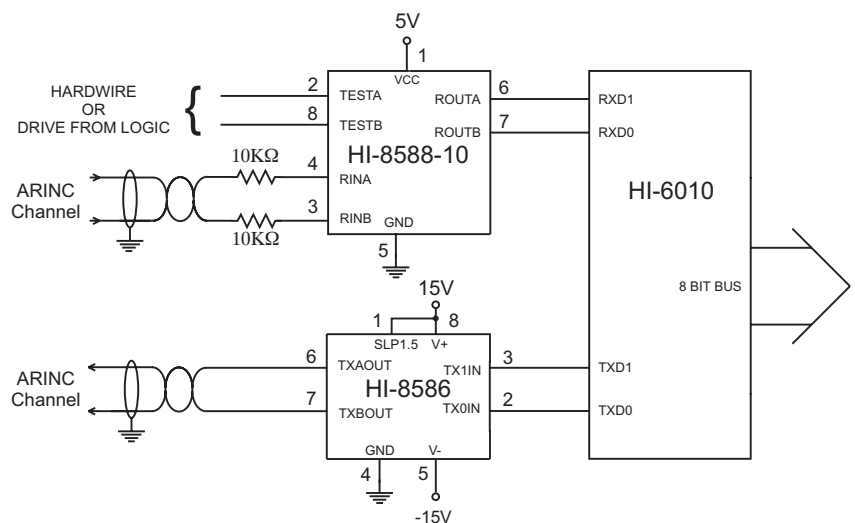 5V
1
VCC
HARDWIRE
OR
DRIVE FROM LOGIC
2
TESTA
8
TESTB
ROUTA
6
RXD1
ROUTB
7
RXD0
HI-8588-10
HI-6010
10KΩ
4
RINA
ARINC
Channel
3
RINB
10KΩ
GND
5
8 BIT BUS
15V
1
8
SLP1.5
V+
6
TXAOUT
TX1IN
3
TXD1
HI-8586
ARINC
Channel
7
TXBOUT
TX0IN
2
TXD0
GND
V-
4
5
-15V